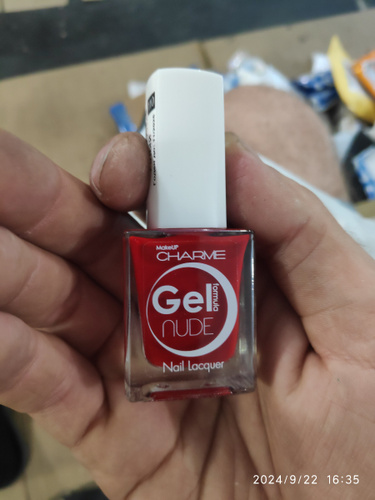 MakeUP
CHARME
Gel
formula
NUDE
Nail Lacquer
2024/9/22 16:35